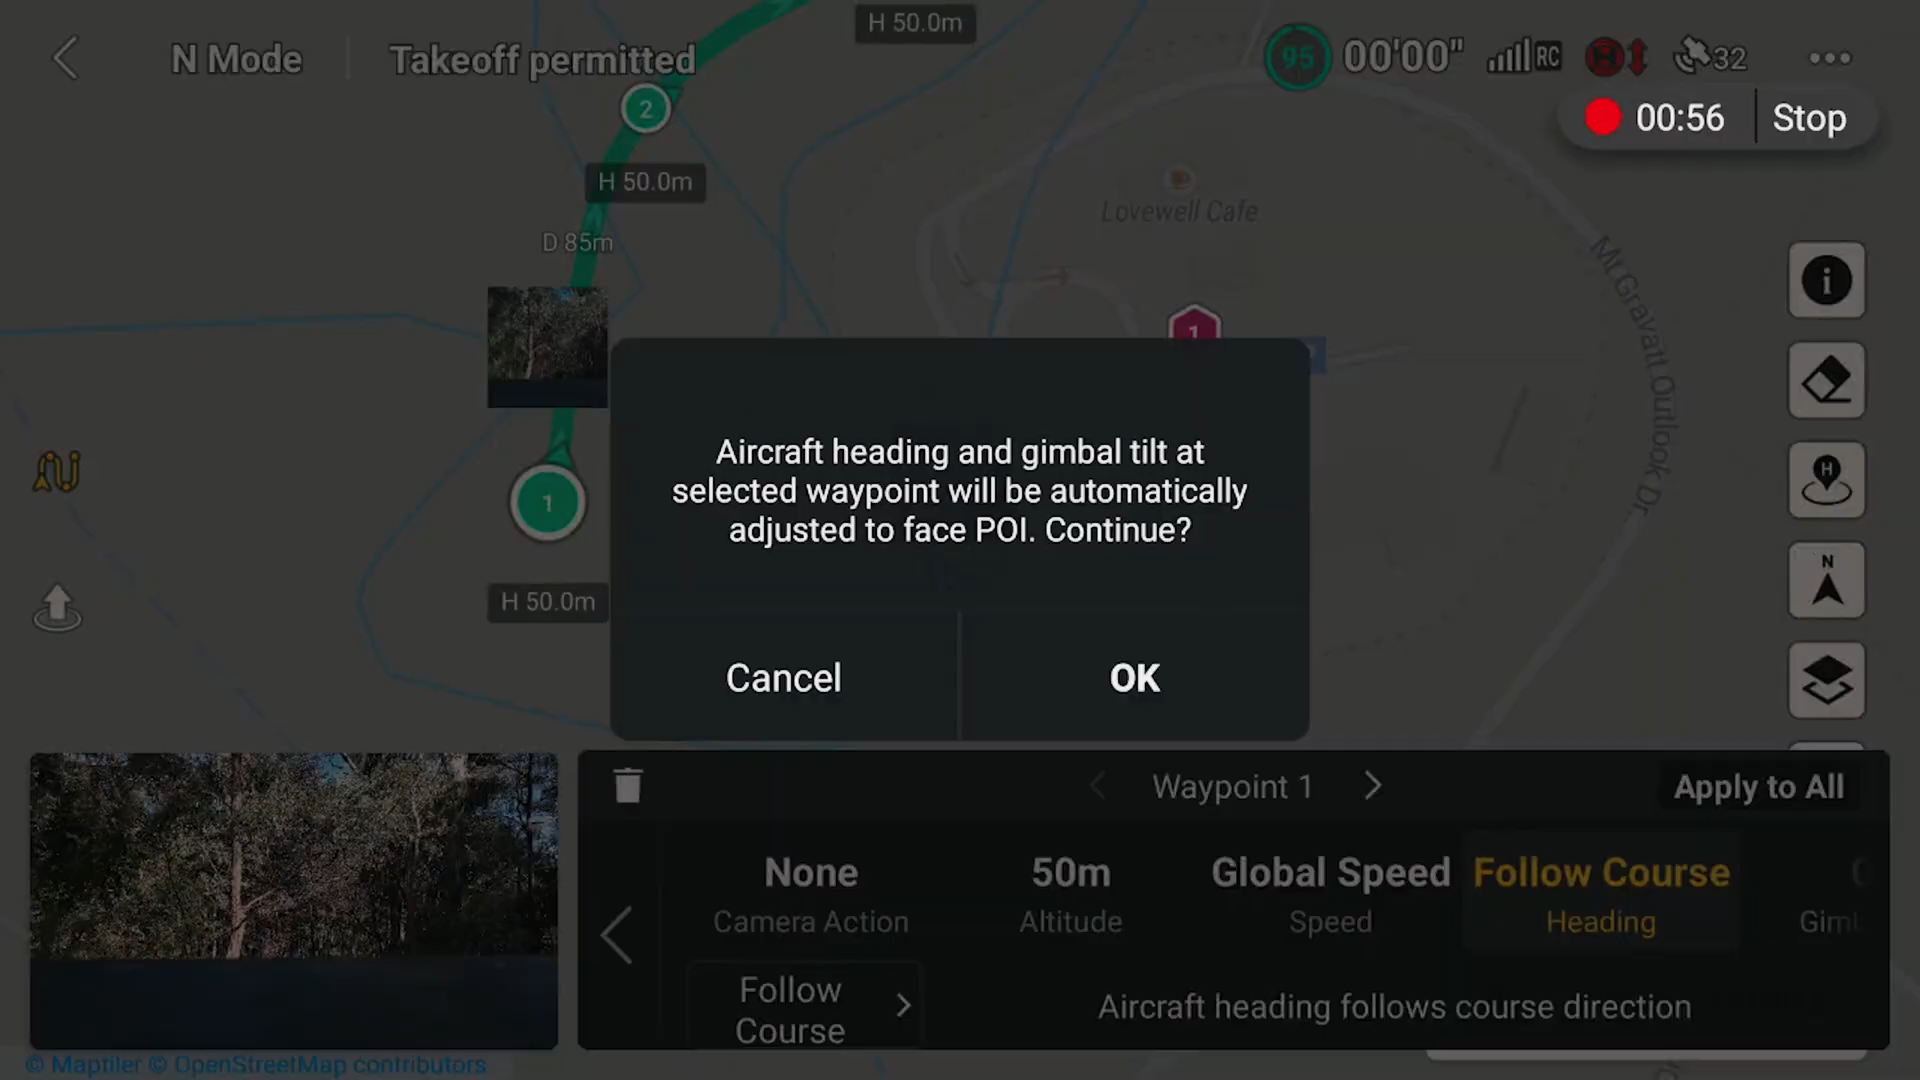 N Mode
Takeoff permitted
H 50.0m
95
00'00"
RC
H
32
00:56
Stop
2
H 50.0m
D 85m
Lovewell Cafe
Mt Gravatt Outlook Dr
1
1
H 50.0m
Aircraft heading and gimbal tilt at
selected waypoint will be automatically
adjusted to face POI. Continue?
Cancel
OK
i
H
N
Waypoint 1
Apply to All
None
Camera Action
50m
Altitude
Global Speed
Speed
Follow Course
Heading
Follow
Course
Aircraft heading follows course direction
© Maptiler © OpenStreetMap contributors